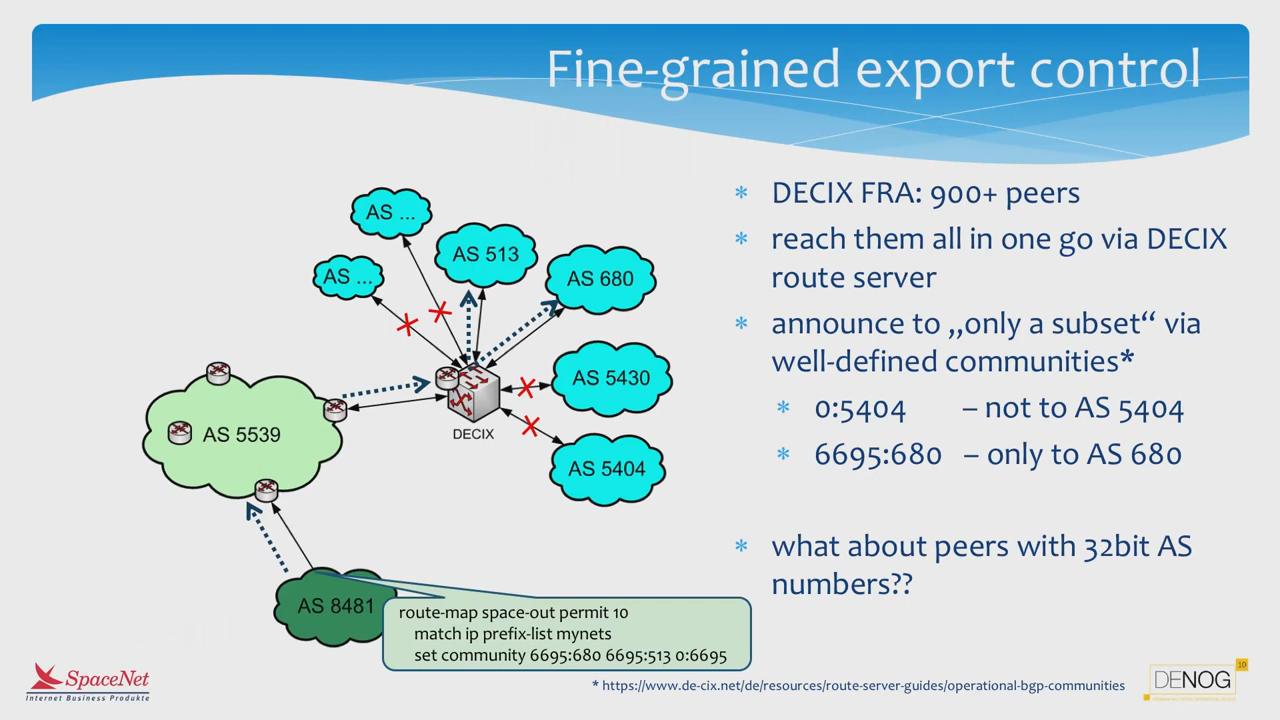 Fine-grained export control
AS ...
AS 513
AS ...
AS 680
AS 5430
DECIX
AS 5539
AS 5404
AS 8481
route-map space-out permit 10
match ip prefix-list mynets
set community 6695:680 6695:513 0:6695
* DECIX FRA: 900+ peers
* reach them all in one go via DECIX
route server
* announce to „only a subset“ via
well-defined communities*
* 0:5404 – not to AS 5404
* 6695:680 – only to AS 680
* what about peers with 32bit AS
numbers??
SpaceNet
Internet Business Produkte
* https://www.de-cix.net/de/resources/route-server-guides/operational-bgp-communities
DENOG
10